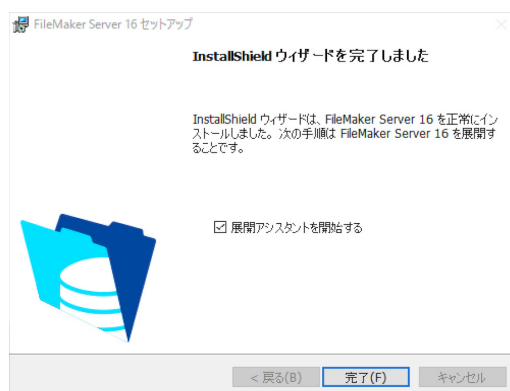 FileMaker Server 16 セットアップ
InstallShield ウィザードを完了しました
InstallShield ウィザードは、FileMaker Server 16 を正常にイン
ストールしました。次の手順は FileMaker Server 16 を展開す
ることです。
展開アシスタントを開始する
< 戻る(B) 完了(F) キャンセル